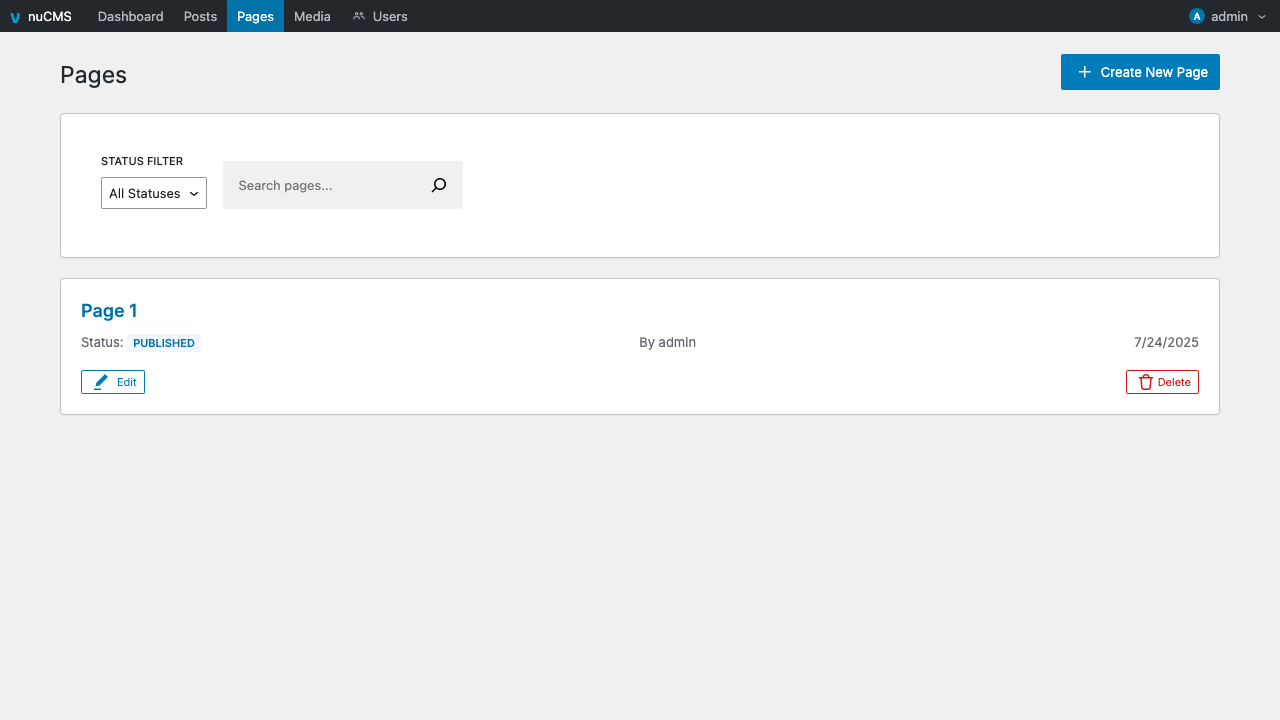 nuCMS Dashboard Posts Pages Media Users A admin
Pages
Create New Page
STATUS FILTER
All Statuses
Search pages...
Page 1
Status: PUBLISHED By admin 7/24/2025
Edit Delete